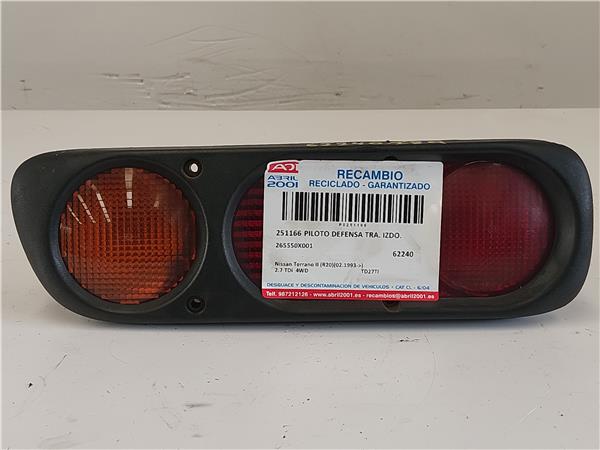 AD
ABRIL
2001
RECAMBIO
RECICLADO - GARANTIZADO
P3251166
251166 PILOTO DEFENSA TRA. IZDO.
265550X001
62240
Nissan Terrano II (R20)(02.1993->)
2.7 TDi 4WD TD27TI
DESGUACE Y DESCONTAMINACION DE VEHICULOS - CAT CL - 6/04
Telf. 987212126 - www.abril2001.es - recambios@abril2001.es